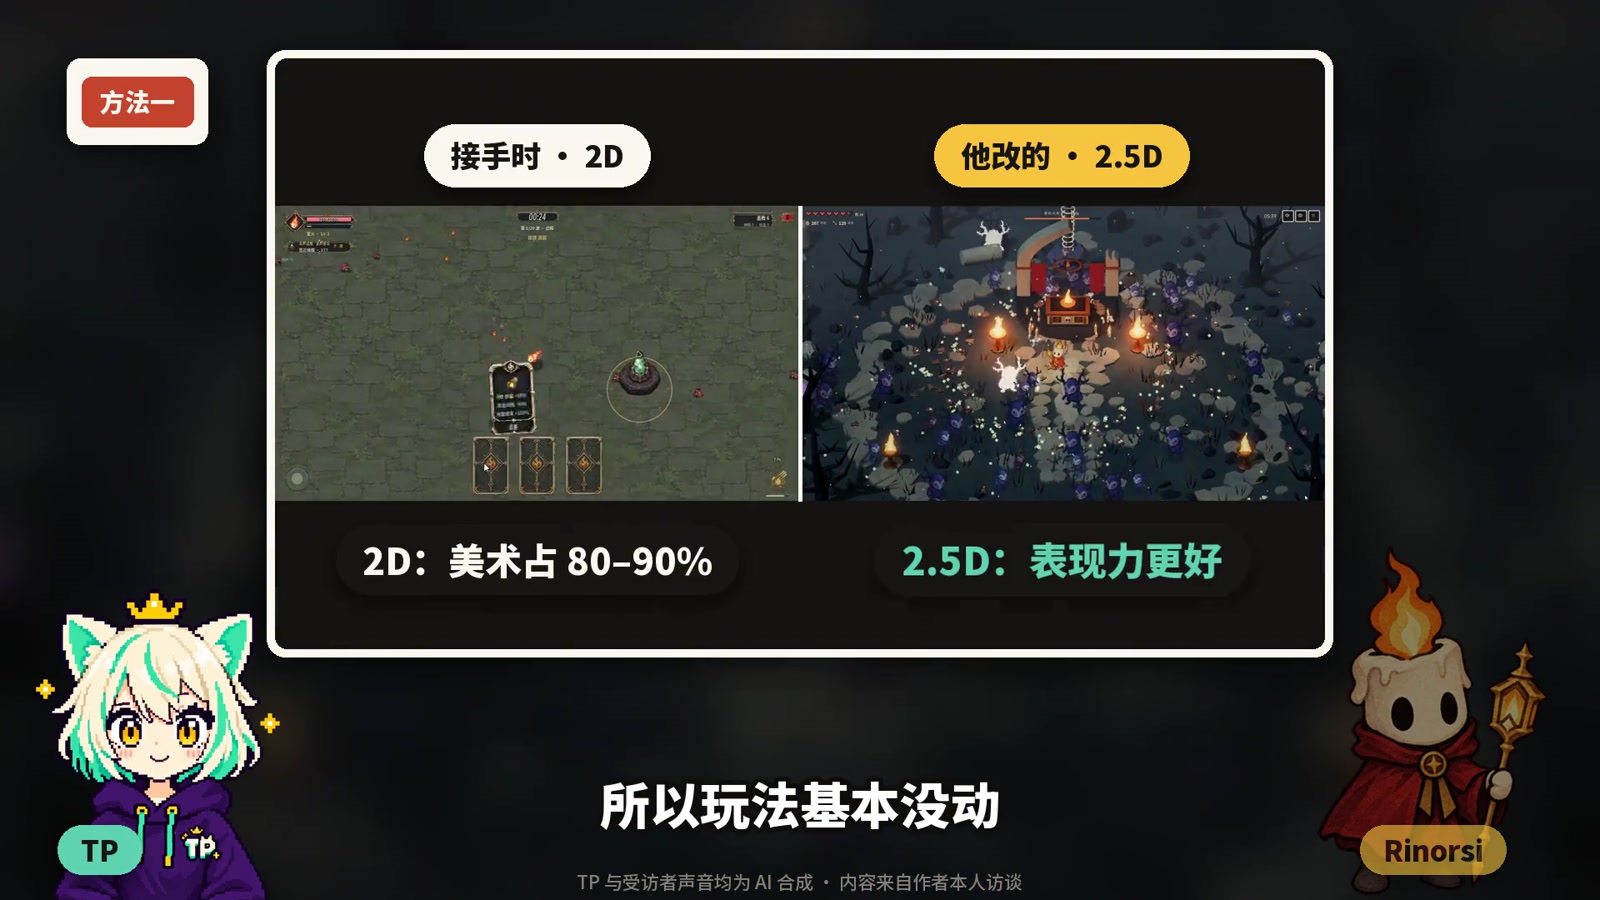 方法一
接手时 · 2D
他改的 · 2.5D
00:24
2D：美术占 80–90%
2.5D：表现力更好
所以玩法基本没动
TP
TP
Rinorsi
TP 与受访者声音均为 AI 合成 · 内容来自作者本人访谈